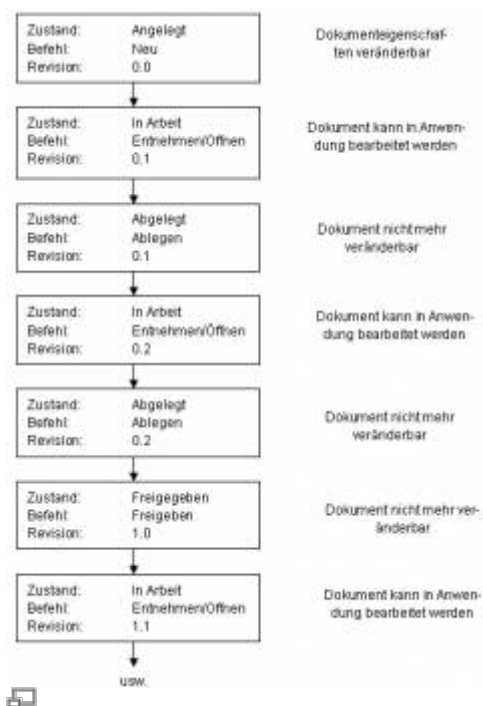 Zustand: Angelegt
Befehl: Neu
Revision: 0.0
Dokumenteigenschaf-
ten veränderbar
Zustand: In Arbeit
Befehl: Entnehmen/Öffnen
Revision: 0.1
Dokument kann in Anwen-
dung bearbeitet werden
Zustand: Abgelegt
Befehl: Ablegen
Revision: 0.1
Dokument nicht mehr
veränderbar
Zustand: In Arbeit
Befehl: Entnehmen/Öffnen
Revision: 0.2
Dokument kann in Anwen-
dung bearbeitet werden
Zustand: Abgelegt
Befehl: Ablegen
Revision: 0.2
Dokument nicht mehr
veränderbar
Zustand: Freigegeben
Befehl: Freigeben
Revision: 1.0
Dokument nicht mehr ver-
änderbar
Zustand: In Arbeit
Befehl: Entnehmen/Öffnen
Revision: 1.1
Dokument kann in Anwen-
dung bearbeitet werden
usw.